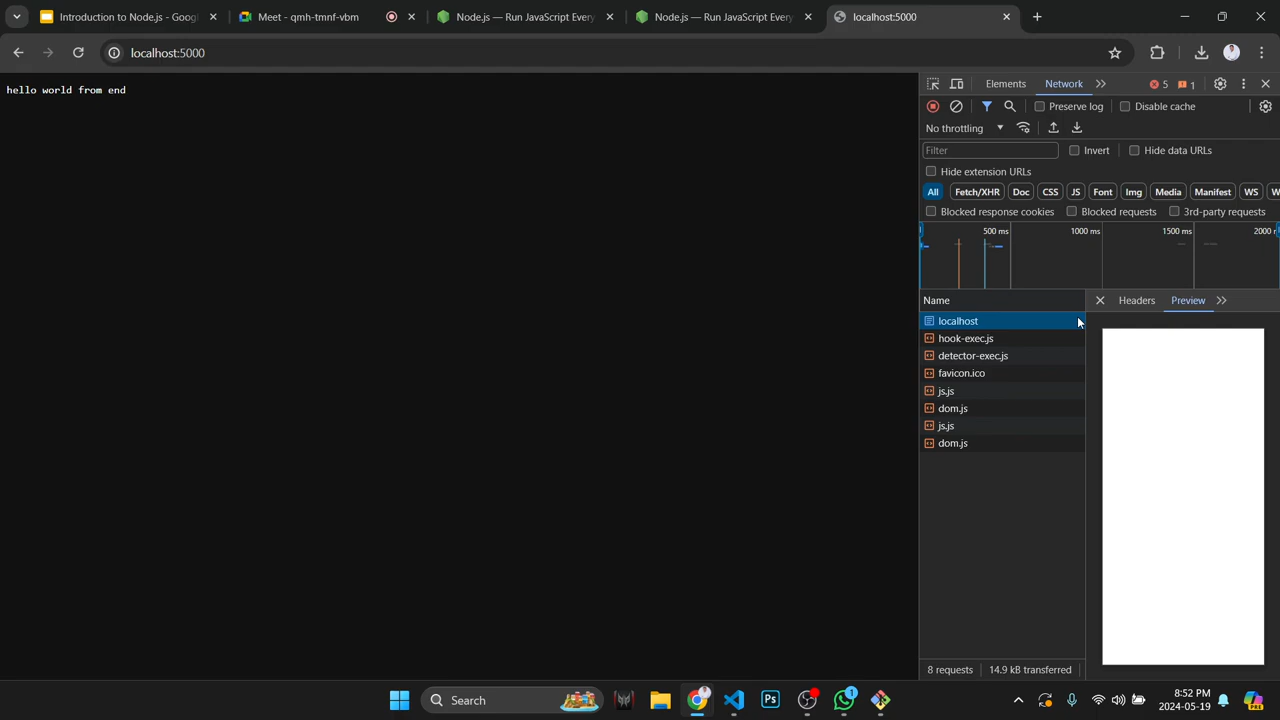 Introduction to Node.js - Googl
Meet - qmh-tmnf-vbm
Node.js — Run JavaScript Every
Node.js — Run JavaScript Every
localhost:5000
localhost:5000
hello world from end
Elements
Network
5
1
Preserve log
Disable cache
No throttling
Filter
Invert
Hide data URLs
Hide extension URLs
All
Fetch/XHR
Doc
CSS
JS
Font
Img
Media
Manifest
WS
W
Blocked response cookies
Blocked requests
3rd-party requests
500 ms
1000 ms
1500 ms
2000 m
Name
Headers
Preview
localhost
hook-exec.js
detector-exec.js
favicon.ico
js.js
dom.js
js.js
dom.js
8 requests
14.9 kB transferred
Search
Ps
1
8:52 PM
2024-05-19
PRE